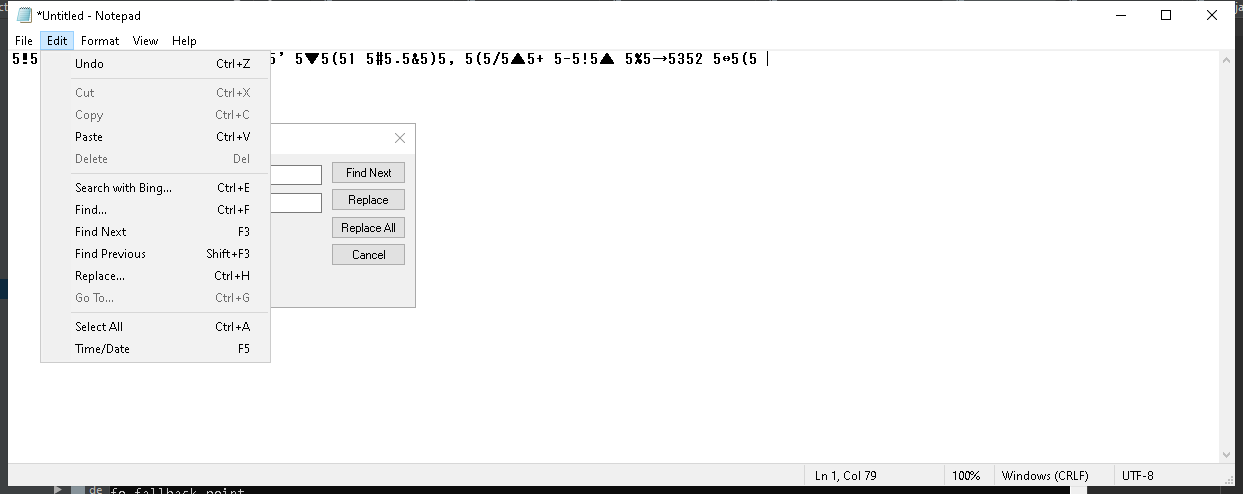 *Untitled - Notepad
File Edit Format View Help
5!5 5’ 5▼5(51 5#5.5&5)5, 5(5/5▲5+ 5-5!5▲ 5%5→5352 5↔5(5
Undo Ctrl+Z
Cut Ctrl+X
Copy Ctrl+C
Paste Ctrl+V
Delete Del
Search with Bing... Ctrl+E
Find... Ctrl+F
Find Next F3
Find Previous Shift+F3
Replace... Ctrl+H
Go To... Ctrl+G
Select All Ctrl+A
Time/Date F5
Find Next
Replace
Replace All
Cancel
Ln 1, Col 79 100% Windows (CRLF) UTF-8